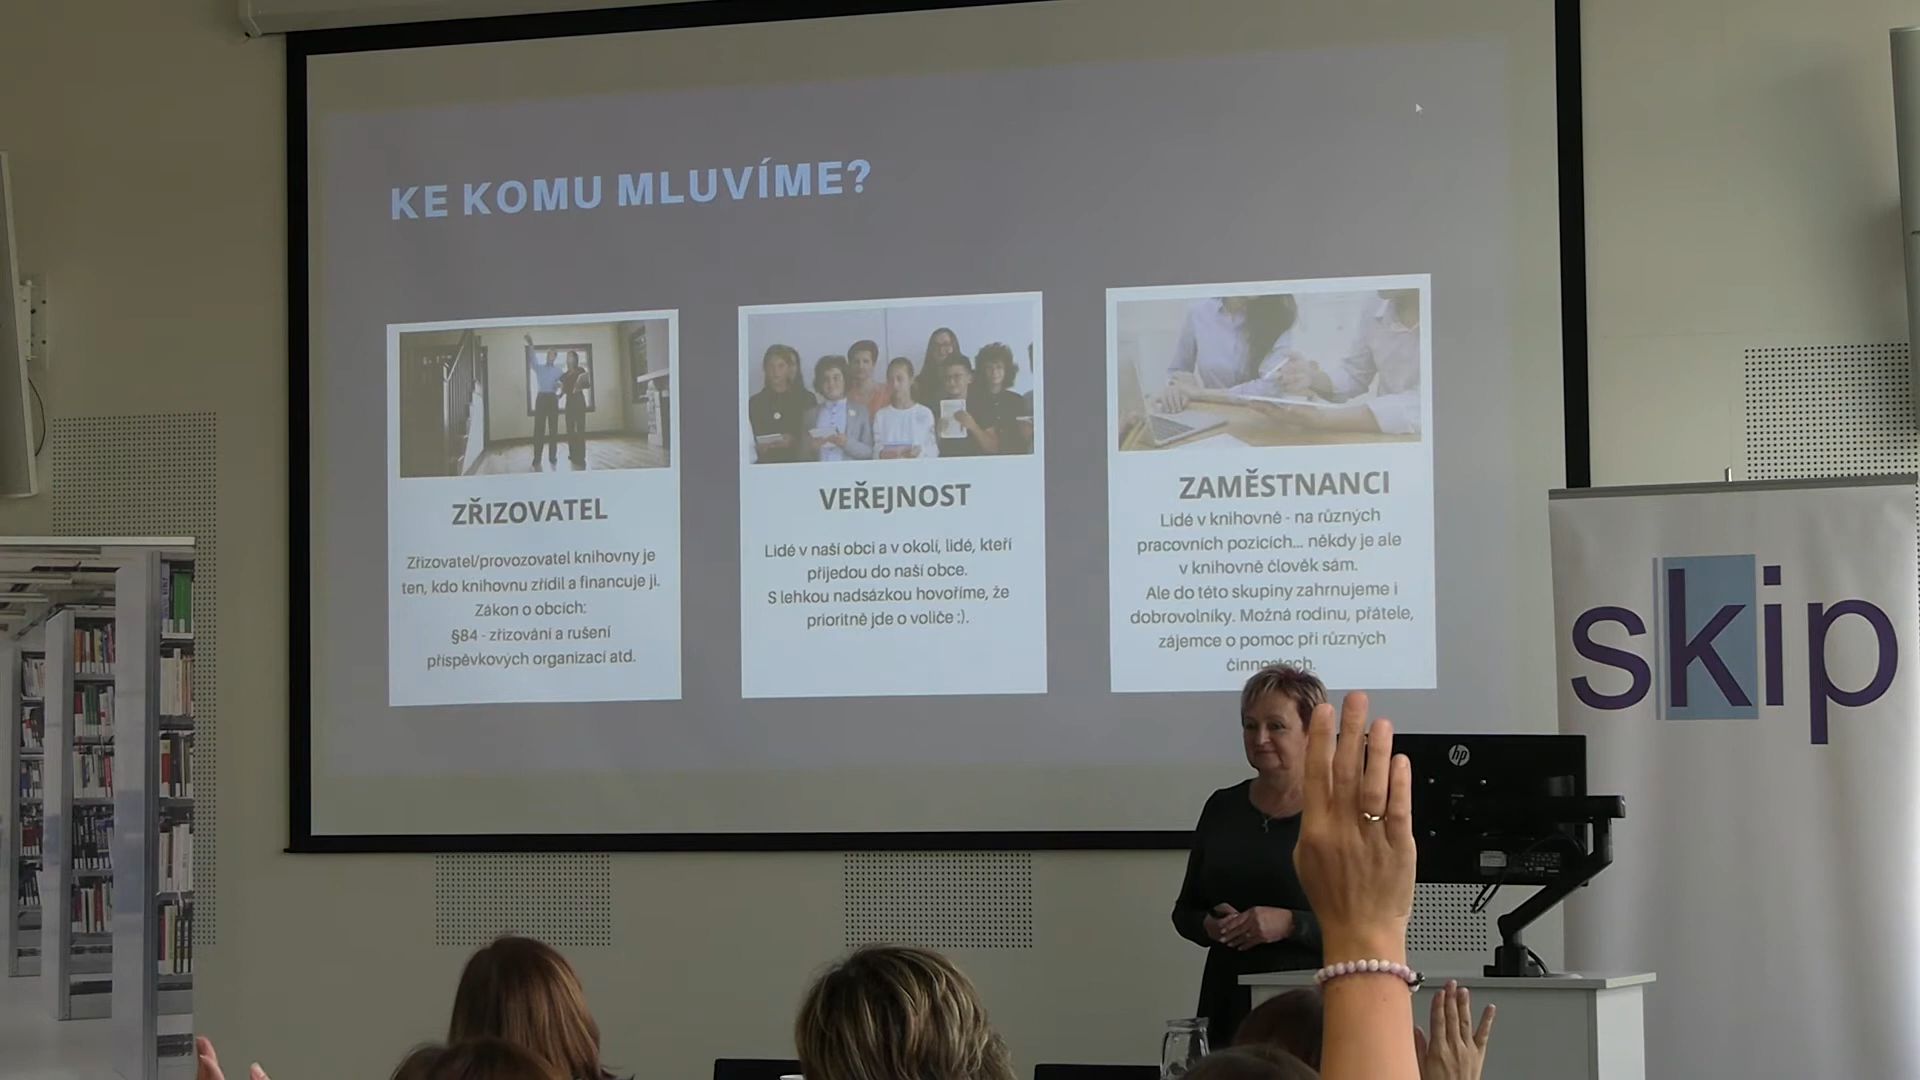 KE KOMU MLUVÍME?
ZŘIZOVATEL
Zřizovatel/provozovatel knihovny je
ten, kdo knihovnu zřídil a financuje ji.
Zákon o obcích:
§84 - zřizování a rušení
příspěvkových organizací atd.
VEŘEJNOST
Lidé v naší obci a v okolí, lidé, kteří
přijedou do naší obce.
S lehkou nadsázkou hovoříme, že
prioritně jde o voliče :).
ZAMĚSTNANCI
Lidé v knihovně - na různých
pracovních pozicích... někdy je ale
v knihovně člověk sám.
Ale do této skupiny zahrnujeme i
dobrovolníky. Možná rodinu, přátele,
zájemce o pomoc při různých
činnostech.
skip
hp